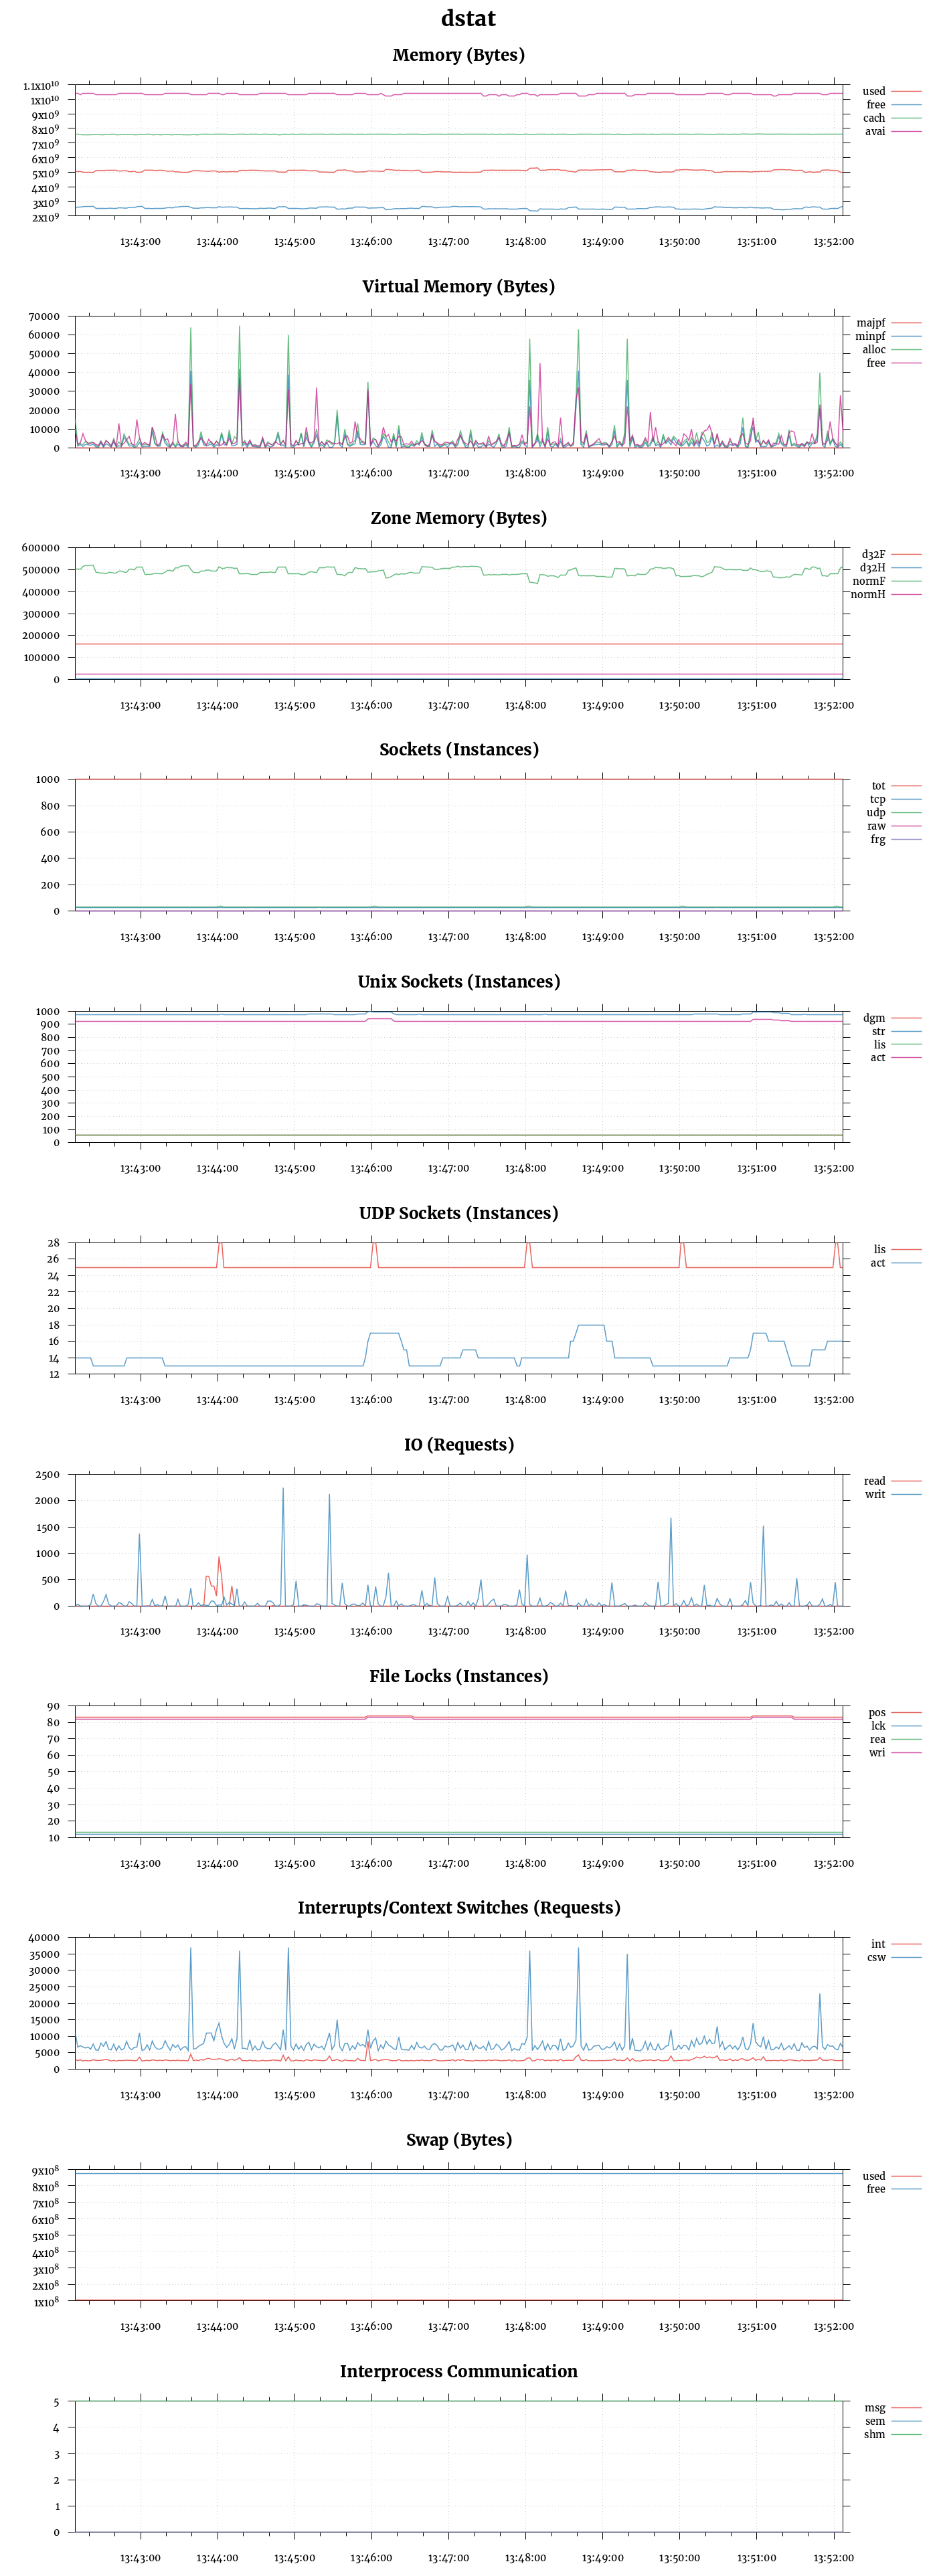 dstat
Memory (Bytes)
1.1x10¹⁰
1x10¹⁰
9x10⁹
8x10⁹
7x10⁹
6x10⁹
5x10⁹
4x10⁹
3x10⁹
2x10⁹
used
free
cach
avai
13:43:00 13:44:00 13:45:00 13:46:00 13:47:00 13:48:00 13:49:00 13:50:00 13:51:00 13:52:00
Virtual Memory (Bytes)
70000
60000
50000
40000
30000
20000
10000
0
majpf
minpf
alloc
free
13:43:00 13:44:00 13:45:00 13:46:00 13:47:00 13:48:00 13:49:00 13:50:00 13:51:00 13:52:00
Zone Memory (Bytes)
600000
500000
400000
300000
200000
100000
0
d32F
d32H
normF
normH
13:43:00 13:44:00 13:45:00 13:46:00 13:47:00 13:48:00 13:49:00 13:50:00 13:51:00 13:52:00
Sockets (Instances)
1000
800
600
400
200
0
tot
tcp
udp
raw
frg
13:43:00 13:44:00 13:45:00 13:46:00 13:47:00 13:48:00 13:49:00 13:50:00 13:51:00 13:52:00
Unix Sockets (Instances)
1000
900
800
700
600
500
400
300
200
100
0
dgm
str
lis
act
13:43:00 13:44:00 13:45:00 13:46:00 13:47:00 13:48:00 13:49:00 13:50:00 13:51:00 13:52:00
UDP Sockets (Instances)
28
26
24
22
20
18
16
14
12
lis
act
13:43:00 13:44:00 13:45:00 13:46:00 13:47:00 13:48:00 13:49:00 13:50:00 13:51:00 13:52:00
IO (Requests)
2500
2000
1500
1000
500
0
read
writ
13:43:00 13:44:00 13:45:00 13:46:00 13:47:00 13:48:00 13:49:00 13:50:00 13:51:00 13:52:00
File Locks (Instances)
90
80
70
60
50
40
30
20
10
pos
lck
rea
wri
13:43:00 13:44:00 13:45:00 13:46:00 13:47:00 13:48:00 13:49:00 13:50:00 13:51:00 13:52:00
Interrupts/Context Switches (Requests)
40000
35000
30000
25000
20000
15000
10000
5000
0
int
csw
13:43:00 13:44:00 13:45:00 13:46:00 13:47:00 13:48:00 13:49:00 13:50:00 13:51:00 13:52:00
Swap (Bytes)
9x10⁸
8x10⁸
7x10⁸
6x10⁸
5x10⁸
4x10⁸
3x10⁸
2x10⁸
1x10⁸
used
free
13:43:00 13:44:00 13:45:00 13:46:00 13:47:00 13:48:00 13:49:00 13:50:00 13:51:00 13:52:00
Interprocess Communication
5
4
3
2
1
0
msg
sem
shm
13:43:00 13:44:00 13:45:00 13:46:00 13:47:00 13:48:00 13:49:00 13:50:00 13:51:00 13:52:00